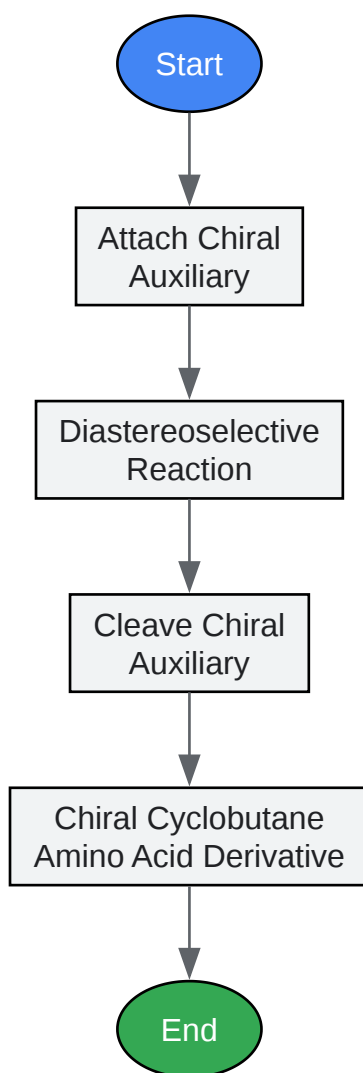 Start
Attach Chiral
Auxiliary
Diastereoselective
Reaction
Cleave Chiral
Auxiliary
Chiral Cyclobutane
Amino Acid Derivative
End